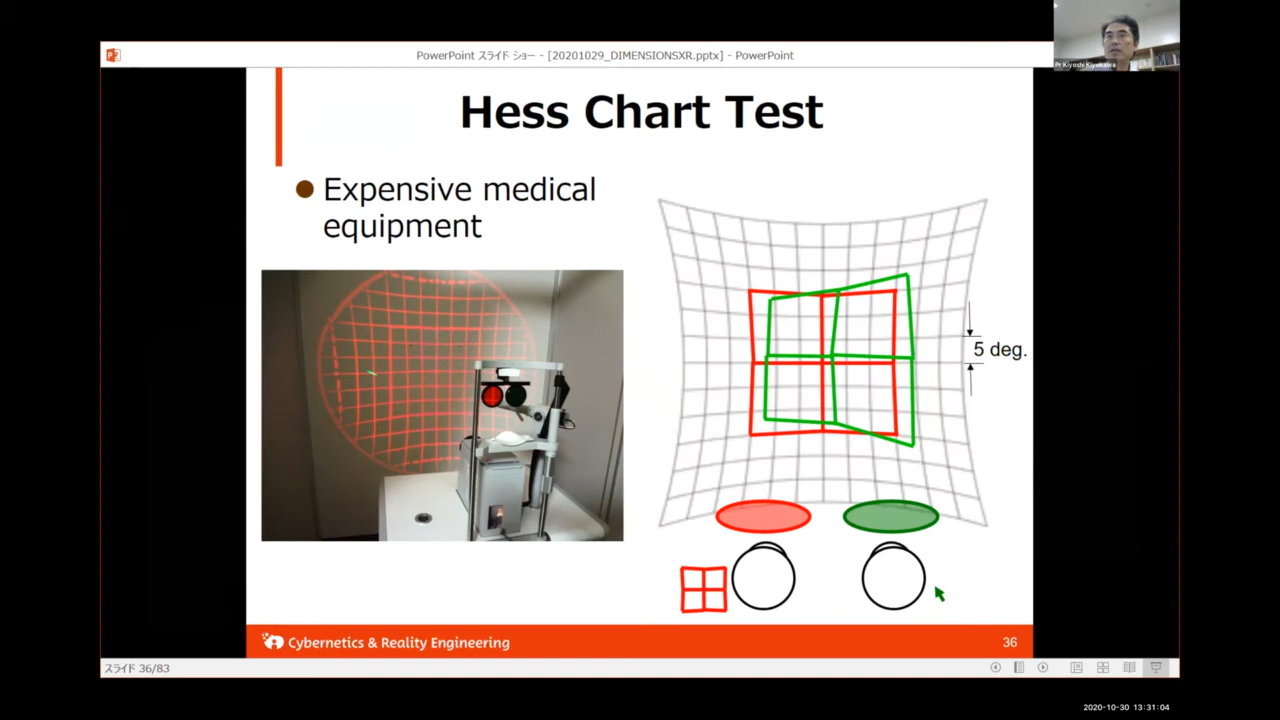 PowerPoint スライド ショー - [20201029_DIMENSIONSXR.pptx] - PowerPoint
Pr Kiyoshi Kiyokawa
Hess Chart Test
Expensive medical
equipment
5 deg.
Cybernetics & Reality Engineering
36
スライド 36/83
2020-10-30 13:31:04